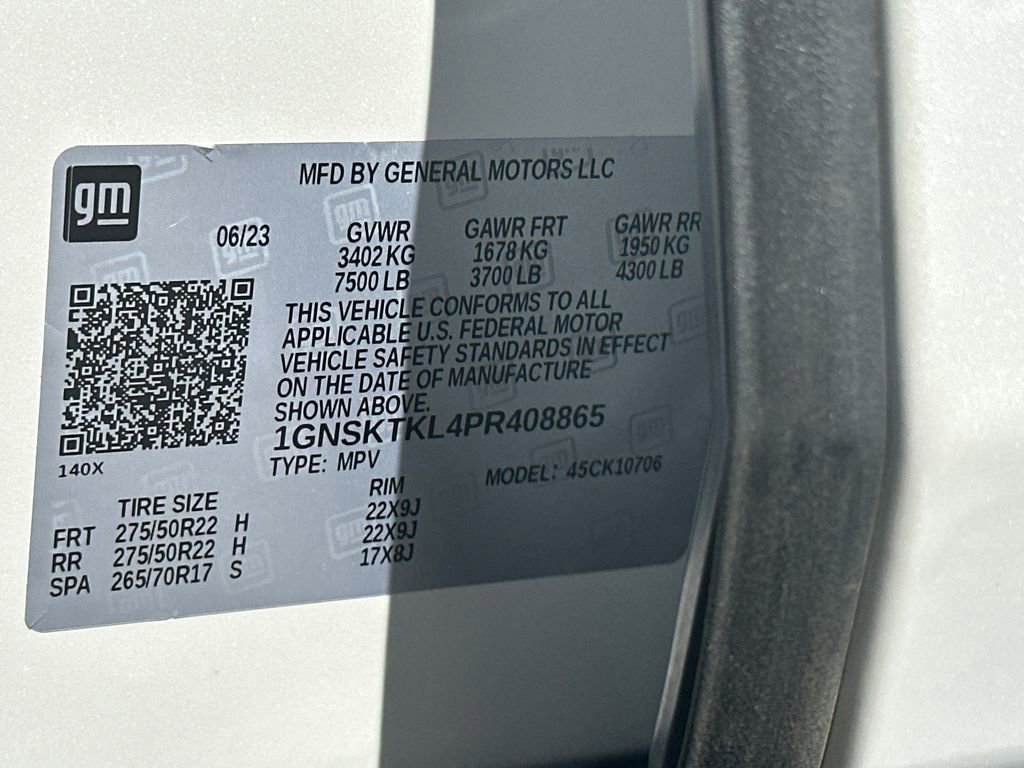 gm
MFD BY GENERAL MOTORS LLC
06/23 GVWR GAWR FRT GAWR RR
3402 KG 1678 KG 1950 KG
7500 LB 3700 LB 4300 LB
THIS VEHICLE CONFORMS TO ALL
APPLICABLE U.S. FEDERAL MOTOR
VEHICLE SAFETY STANDARDS IN EFFECT
ON THE DATE OF MANUFACTURE
SHOWN ABOVE.
1GNSKTKL4PR408865
140X
TYPE: MPV MODEL: 45CK10706
TIRE SIZE RIM
FRT 275/50R22 H 22X9J
RR 275/50R22 H 22X9J
SPA 265/70R17 S 17X8J